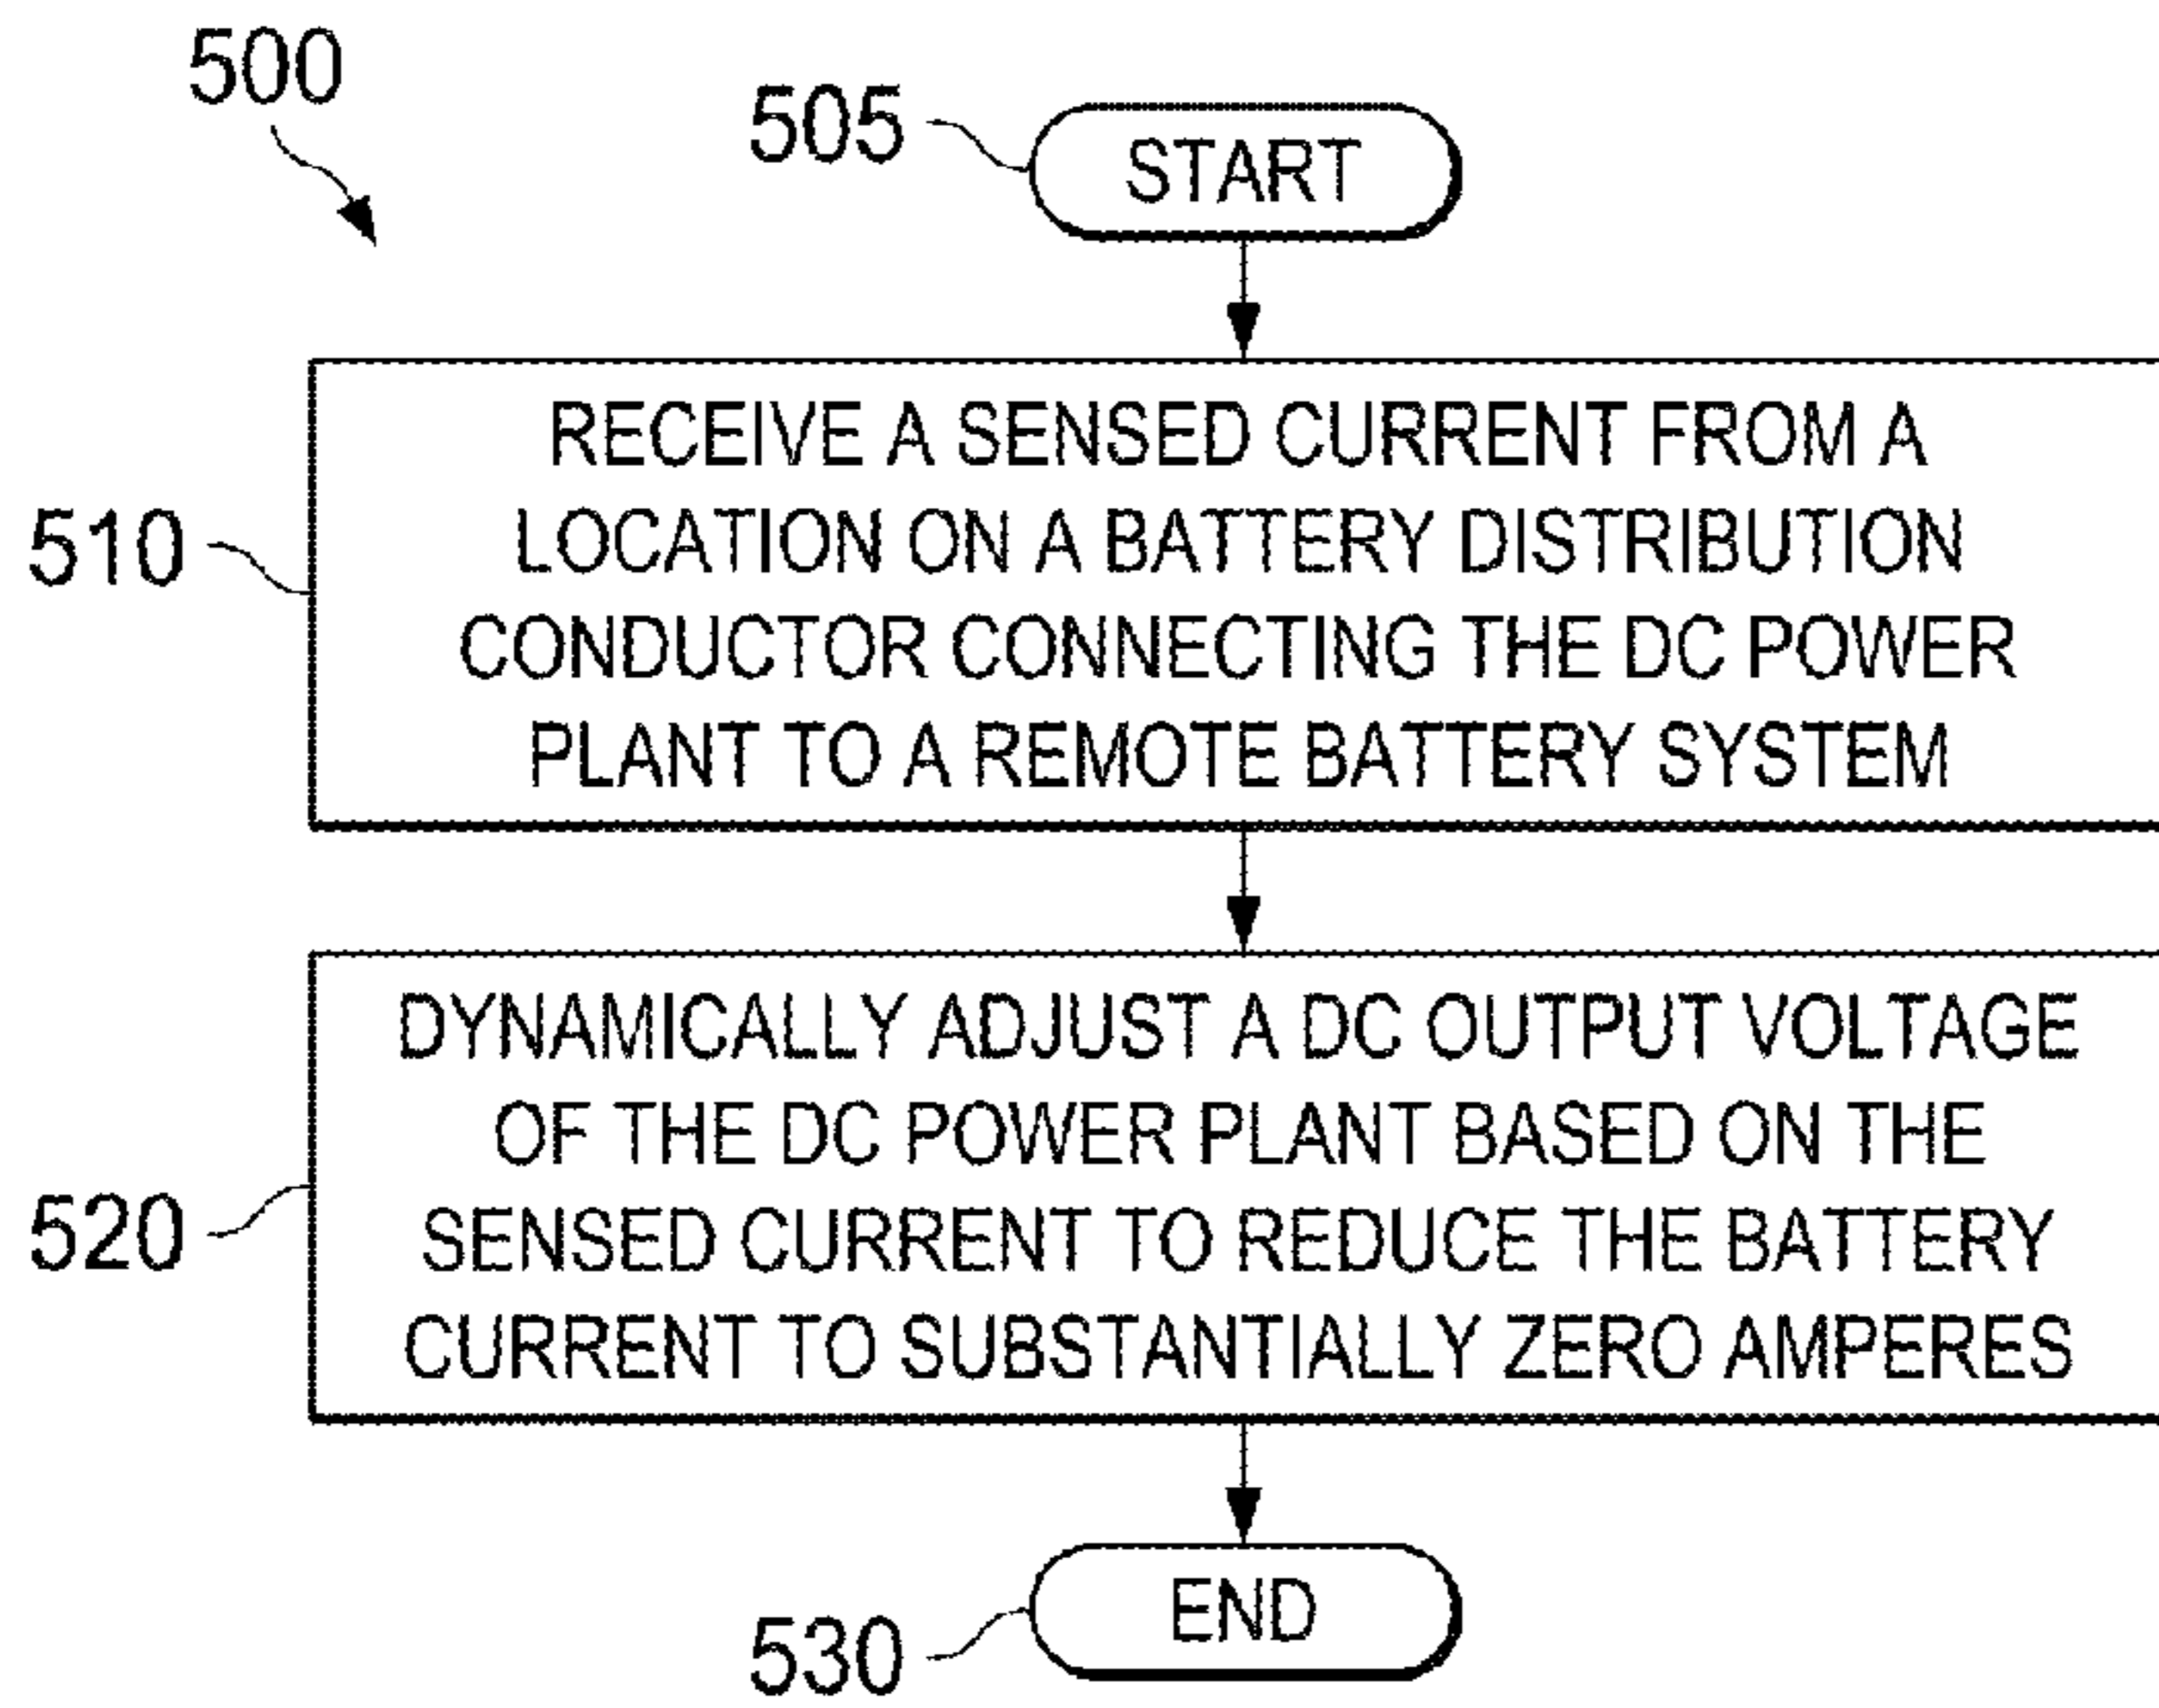 500
505
START
510
RECEIVE A SENSED CURRENT FROM A
LOCATION ON A BATTERY DISTRIBUTION
CONDUCTOR CONNECTING THE DC POWER
PLANT TO A REMOTE BATTERY SYSTEM
520
DYNAMICALLY ADJUST A DC OUTPUT VOLTAGE
OF THE DC POWER PLANT BASED ON THE
SENSED CURRENT TO REDUCE THE BATTERY
CURRENT TO SUBSTANTIALLY ZERO AMPERES
530
END